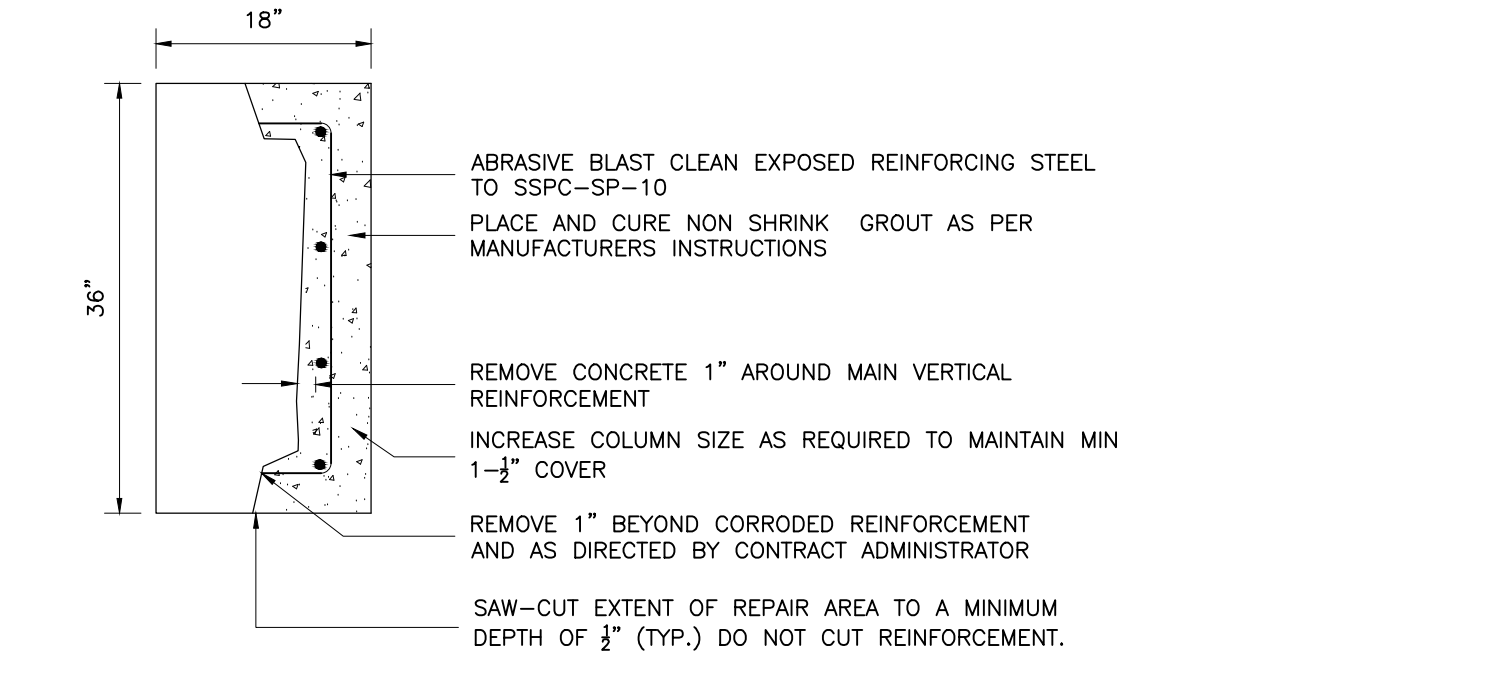 18"
36"
ABRASIVE BLAST CLEAN EXPOSED REINFORCING STEEL
TO SSPC-SP-10
PLACE AND CURE NON SHRINK GROUT AS PER
MANUFACTURERS INSTRUCTIONS
REMOVE CONCRETE 1" AROUND MAIN VERTICAL
REINFORCEMENT
INCREASE COLUMN SIZE AS REQUIRED TO MAINTAIN MIN
1-½" COVER
REMOVE 1" BEYOND CORRODED REINFORCEMENT
AND AS DIRECTED BY CONTRACT ADMINISTRATOR
SAW-CUT EXTENT OF REPAIR AREA TO A MINIMUM
DEPTH OF ½" (TYP.) DO NOT CUT REINFORCEMENT.